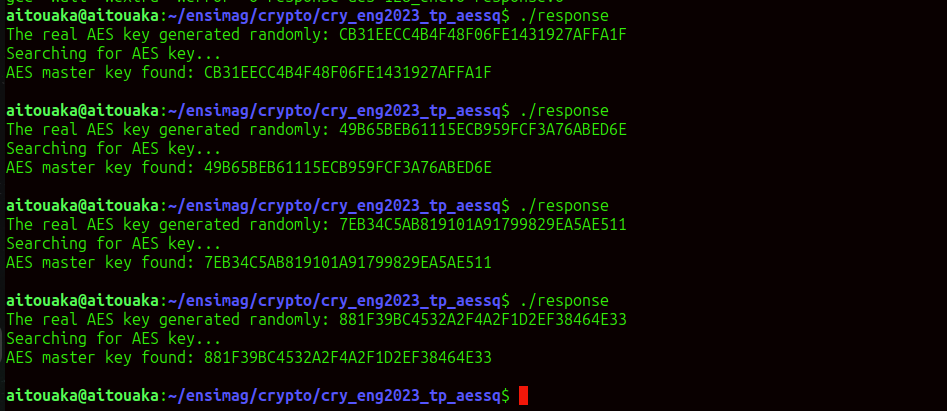 aitouaka@aitouaka:~/ensimag/crypto/cry_eng2023_tp_aessq$ ./response
The real AES key generated randomly: CB31EECC4B4F48F06FE1431927AFFA1F
Searching for AES key...
AES master key found: CB31EECC4B4F48F06FE1431927AFFA1F
aitouaka@aitouaka:~/ensimag/crypto/cry_eng2023_tp_aessq$ ./response
The real AES key generated randomly: 49B65BEB61115ECB959FCF3A76ABED6E
Searching for AES key...
AES master key found: 49B65BEB61115ECB959FCF3A76ABED6E
aitouaka@aitouaka:~/ensimag/crypto/cry_eng2023_tp_aessq$ ./response
The real AES key generated randomly: 7EB34C5AB819101A91799829EA5AE511
Searching for AES key...
AES master key found: 7EB34C5AB819101A91799829EA5AE511
aitouaka@aitouaka:~/ensimag/crypto/cry_eng2023_tp_aessq$ ./response
The real AES key generated randomly: 881F39BC4532A2F4A2F1D2EF38464E33
Searching for AES key...
AES master key found: 881F39BC4532A2F4A2F1D2EF38464E33
aitouaka@aitouaka:~/ensimag/crypto/cry_eng2023_tp_aessq$